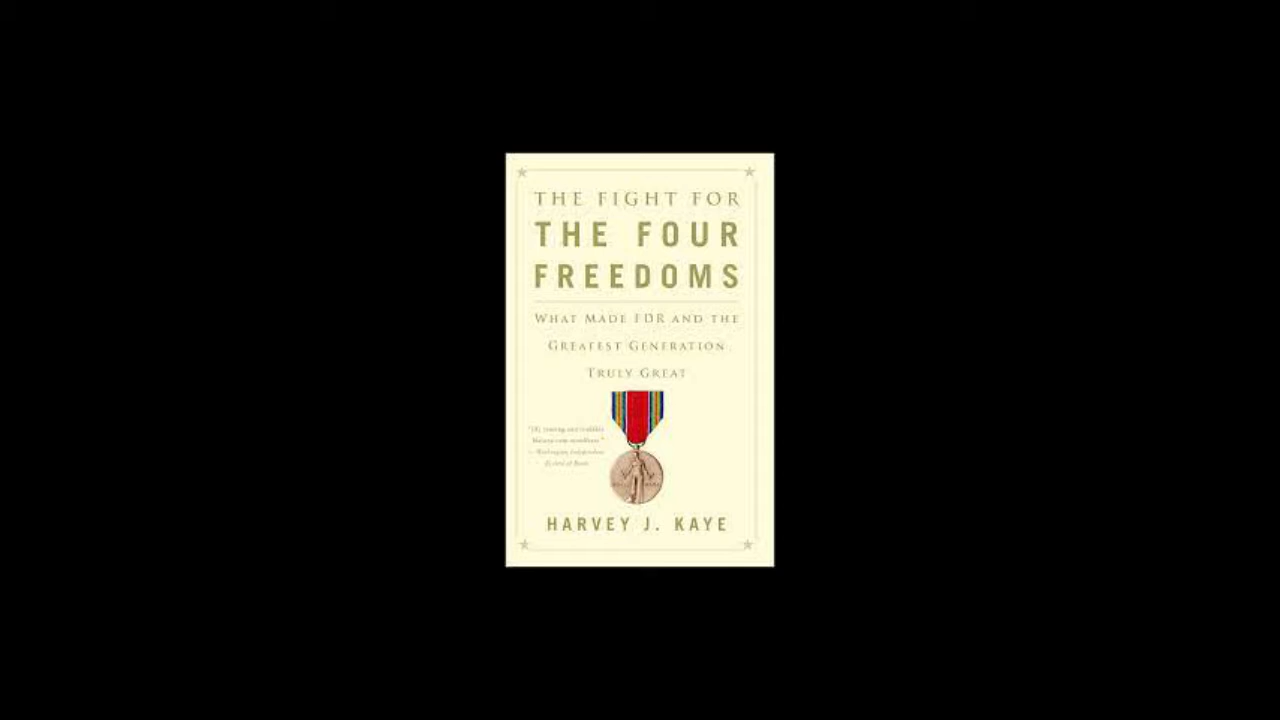 THE FIGHT FOR
THE FOUR
FREEDOMS
WHAT MADE FDR AND THE
GREATEST GENERATION
TRULY GREAT
HARVEY J. KAYE